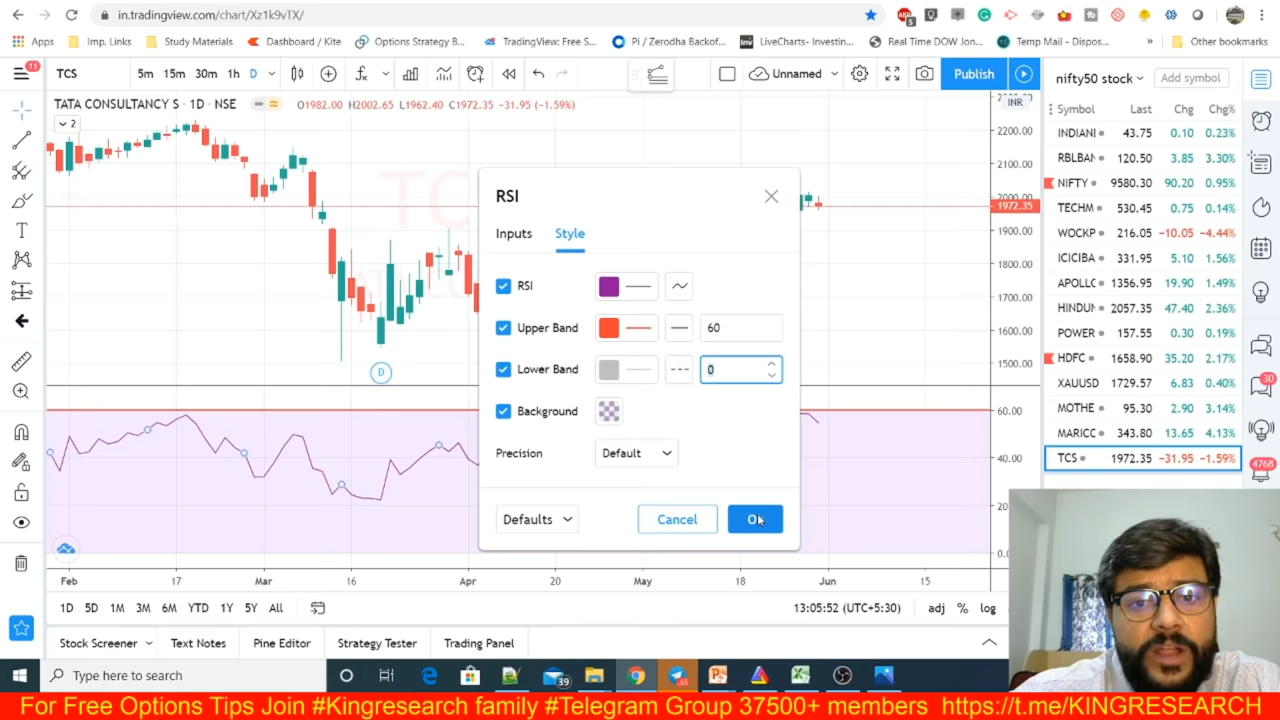 in.tradingview.com/chart/Xz1k9vTX/
Apps
Imp. Links
Study Materials
Dashboard / Kite
Options Strategy B...
TradingView: Free S...
Pi / Zerodha Backof...
LiveCharts- Investin...
Real Time DOW Jon...
Temp Mail - Dispos...
»
Other bookmarks
11
TCS
5m 15m 30m 1h D
Unnamed
Publish
nifty50 stock
Add symbol
TATA CONSULTANCY S · 1D · NSE
O1982.00 H2002.65 L1962.40 C1972.35 −31.95 (−1.59%)
2
INR
2200.00
2100.00
1972.35
1900.00
1800.00
1700.00
1600.00
1500.00
60.00
40.00
D
RSI
Inputs
Style
RSI
Upper Band
60
Lower Band
0
Background
Precision
Default
Defaults
Cancel
Symbol Last Chg Chg%
INDIANI 43.75 0.10 0.23%
RBLBAN 120.50 3.85 3.30%
NIFTY 9580.30 90.20 0.95%
TECHM 530.45 0.75 0.14%
WOCKP 216.05 −10.05 −4.44%
ICICIBA 331.95 5.10 1.56%
APOLLC 1356.95 19.90 1.49%
HINDUN 2057.35 47.40 2.36%
POWER 157.55 0.30 0.19%
HDFC 1658.90 35.20 2.17%
XAUUSD 1729.57 6.83 0.40%
MOTHE 95.30 2.90 3.14%
MARICC 343.80 13.65 4.13%
TCS 1972.35 −31.95 −1.59%
30
4768
Feb 17 Mar 16 Apr 20 May 18 Jun 15
1D 5D 1M 3M 6M YTD 1Y 5Y All
13:05:52 (UTC+5:30)
adj % log
Stock Screener
Text Notes
Pine Editor
Strategy Tester
Trading Panel
Type here to search
39
For Free Options Tips Join #Kingresearch family #Telegram Group 37500+ members https://t.me/KINGRESEARCH